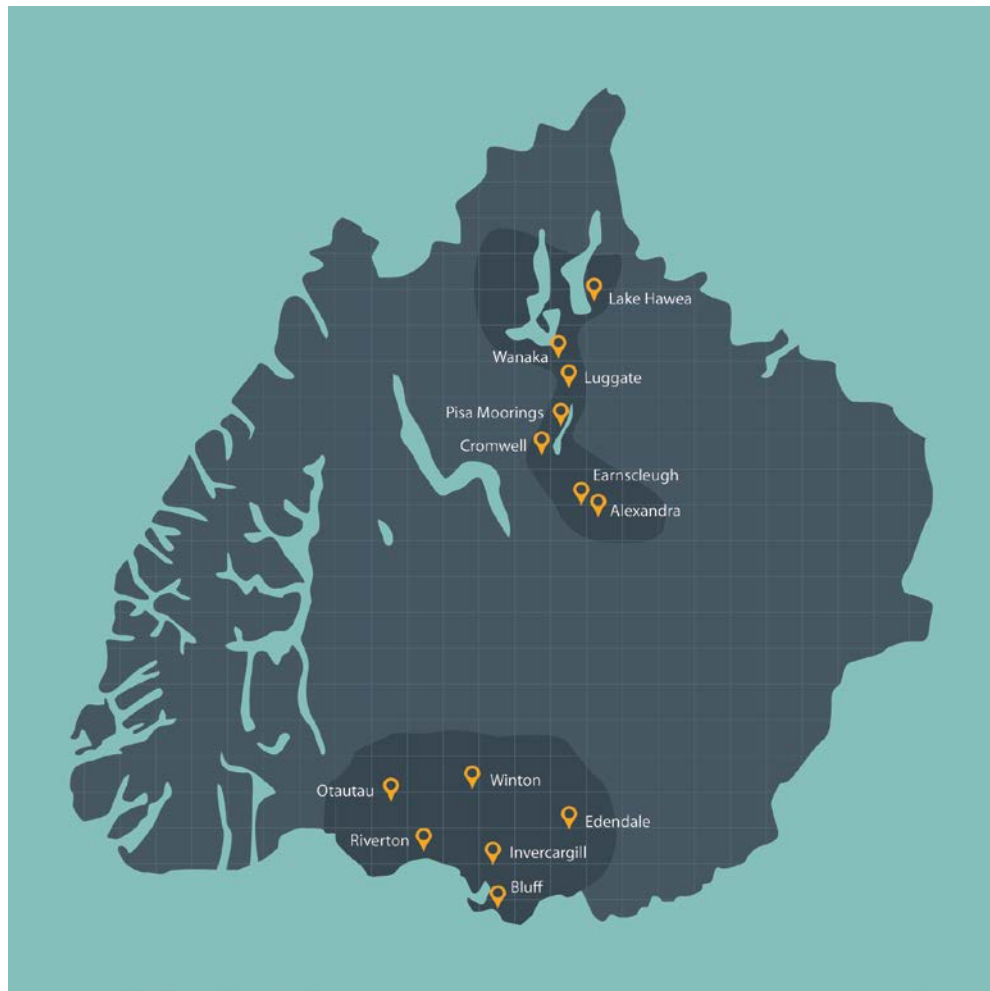 Lake Hawea
Wanaka
Luggate
Pisa Moorings
Cromwell
Earnscleugh
Alexandra
Winton
Otautau
Edendale
Riverton
Invercargill
Bluff